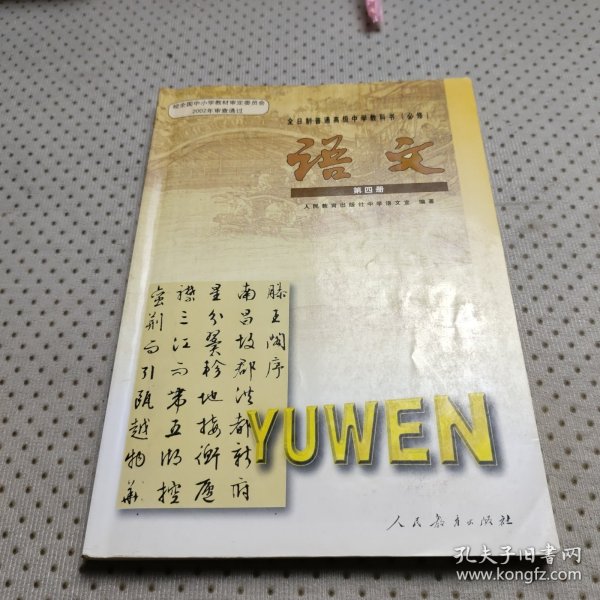 经全国中小学教材审定委员会
2002年审查通过
全日制普通高级中学教科书（必修）
语文
第四册
人民教育出版社中学语文室 编著
滕王阁序
南昌故郡洪都新府
星分翼轸地接衡庐
襟三江而带五湖控
蛮荆而引瓯越物华
YUWEN
人民教育出版社
孔夫子旧书网
www.kongfz.com